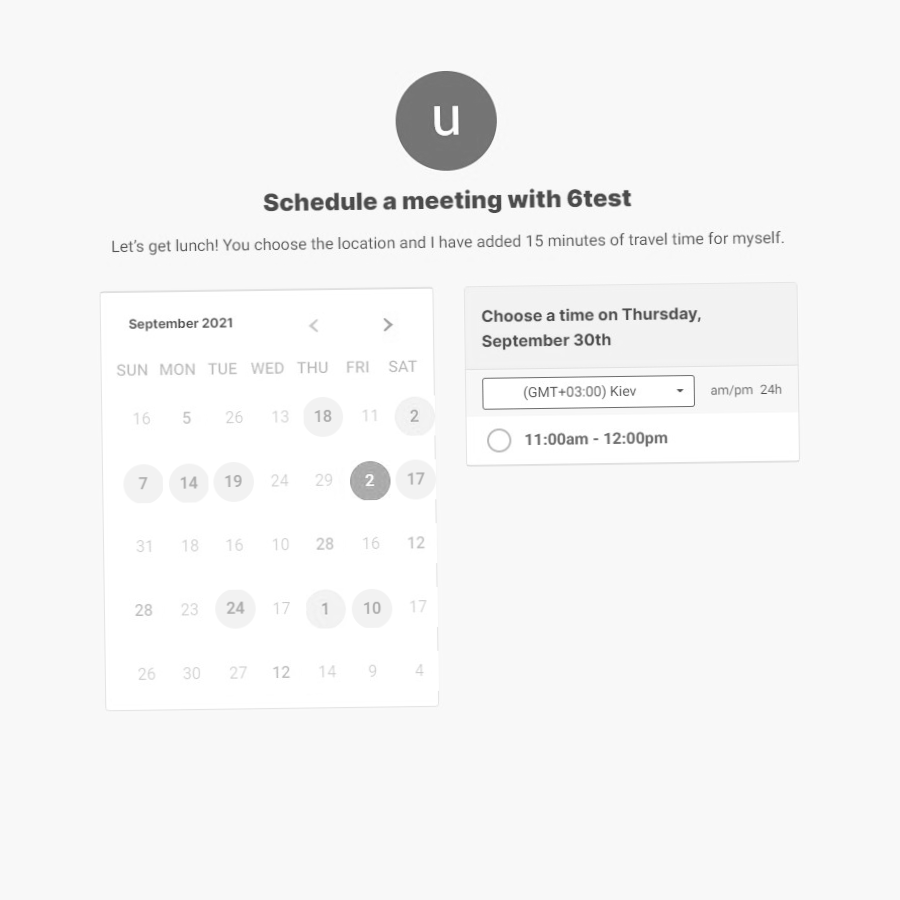 u
Schedule a meeting with 6test
Let's get lunch! You choose the location and I have added 15 minutes of travel time for myself.
September 2021
SUN MON TUE WED THU FRI SAT
16 5 26 13 18 11 2
7 14 19 24 29 2 17
31 18 16 10 28 16 12
28 23 24 17 1 10 17
26 30 27 12 14 9 4
Choose a time on Thursday,
September 30th
(GMT+03:00) Kiev
am/pm 24h
11:00am - 12:00pm